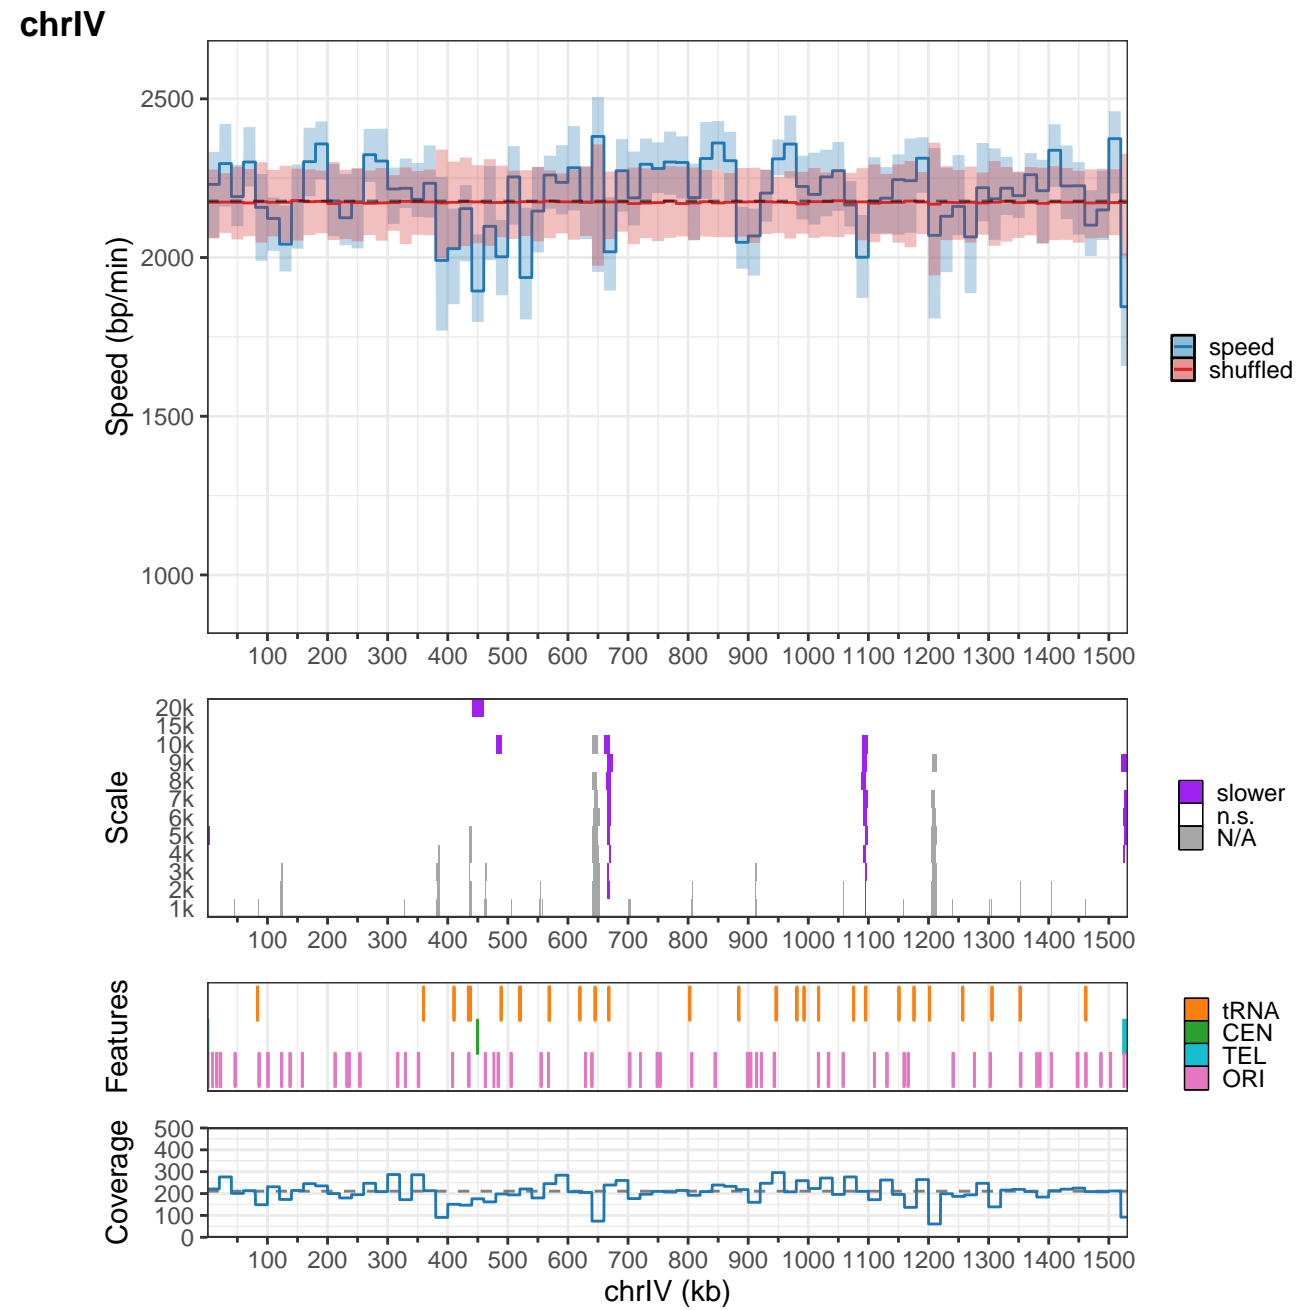 chrIV
Speed (bp/min)
2500
2000
1500
1000
100 200 300 400 500 600 700 800 900 1000 1100 1200 1300 1400 1500
speed
shuffled
Scale
20k
15k
10k
9k
8k
7k
6k
5k
4k
3k
2k
1k
100 200 300 400 500 600 700 800 900 1000 1100 1200 1300 1400 1500
slower
n.s.
N/A
Features
tRNA
CEN
TEL
ORI
Coverage
500
400
300
200
100
0
100 200 300 400 500 600 700 800 900 1000 1100 1200 1300 1400 1500
chrIV (kb)